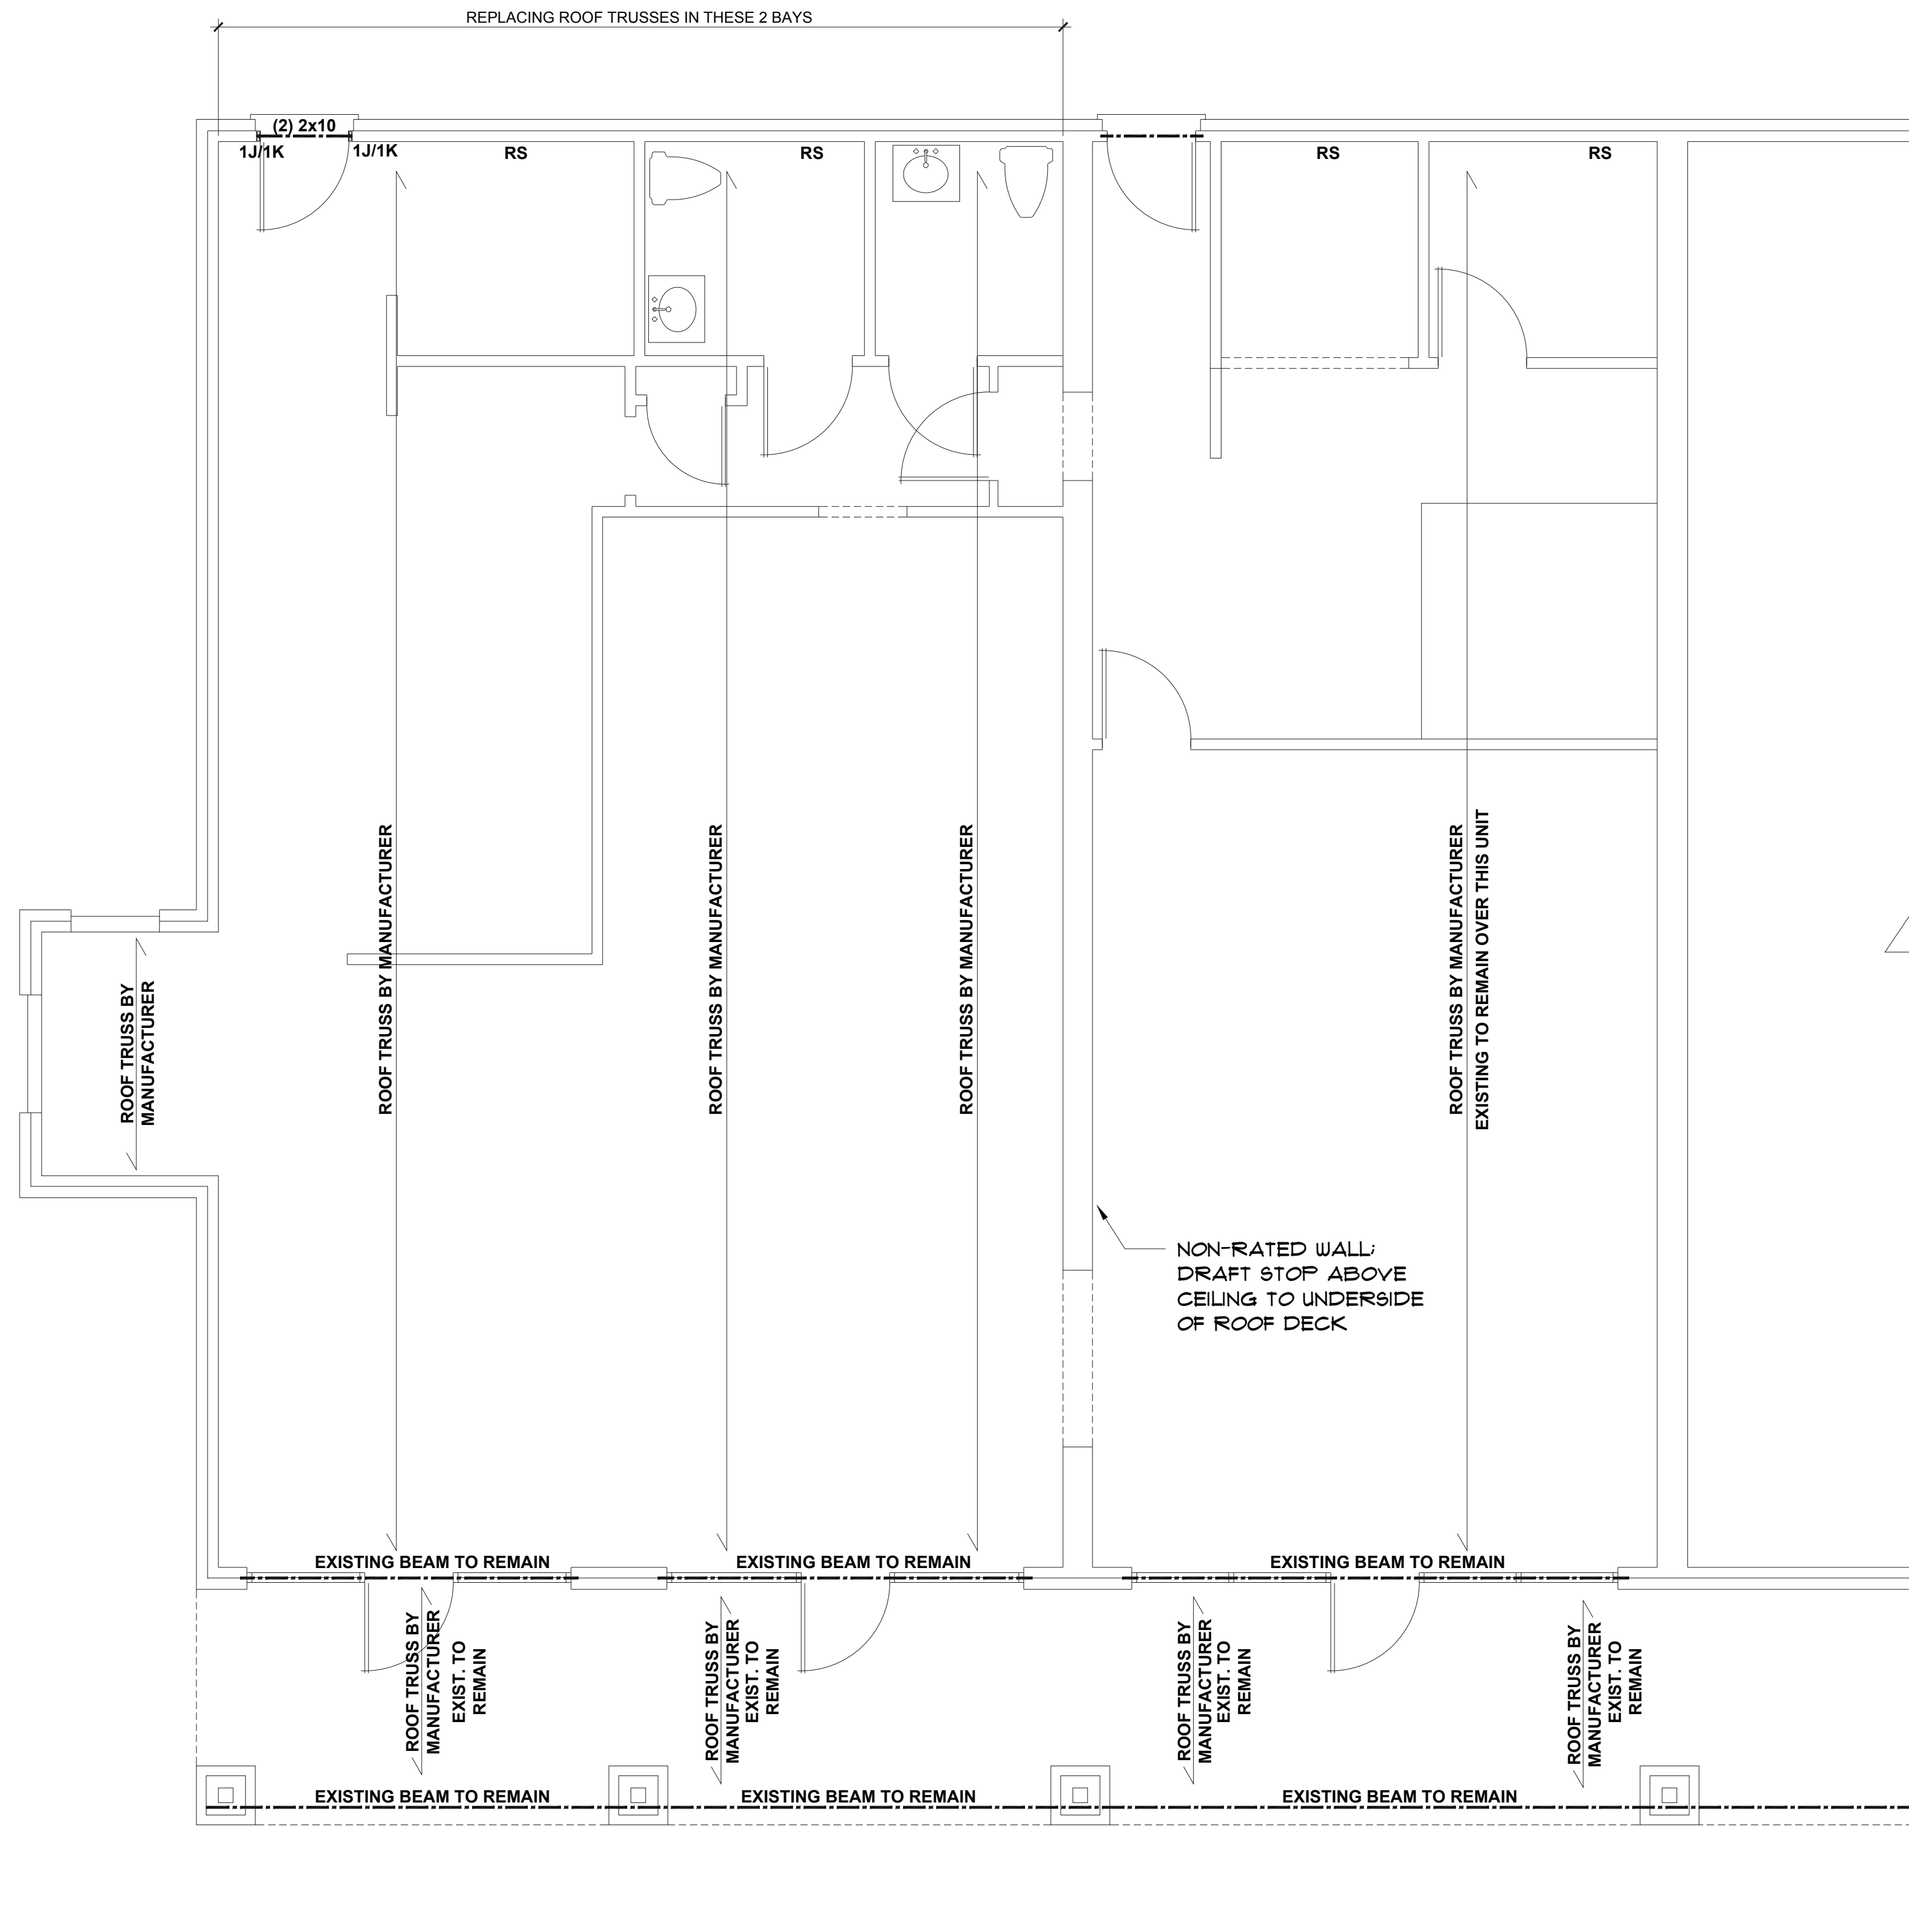 REPLACING ROOF TRUSSES IN THESE 2 BAYS
(2) 2x10
1J/1K
1J/1K
RS
RS
RS
RS
ROOF TRUSS BY
MANUFACTURER
ROOF TRUSS BY MANUFACTURER
ROOF TRUSS BY MANUFACTURER
ROOF TRUSS BY MANUFACTURER
ROOF TRUSS BY MANUFACTURER
EXISTING TO REMAIN OVER THIS UNIT
NON-RATED WALL;
DRAFT STOP ABOVE
CEILING TO UNDERSIDE
OF ROOF DECK
EXISTING BEAM TO REMAIN
EXISTING BEAM TO REMAIN
EXISTING BEAM TO REMAIN
ROOF TRUSS BY
MANUFACTURER
EXIST. TO
REMAIN
ROOF TRUSS BY
MANUFACTURER
EXIST. TO
REMAIN
ROOF TRUSS BY
MANUFACTURER
EXIST. TO
REMAIN
ROOF TRUSS BY
MANUFACTURER
EXIST. TO
REMAIN
EXISTING BEAM TO REMAIN
EXISTING BEAM TO REMAIN
EXISTING BEAM TO REMAIN